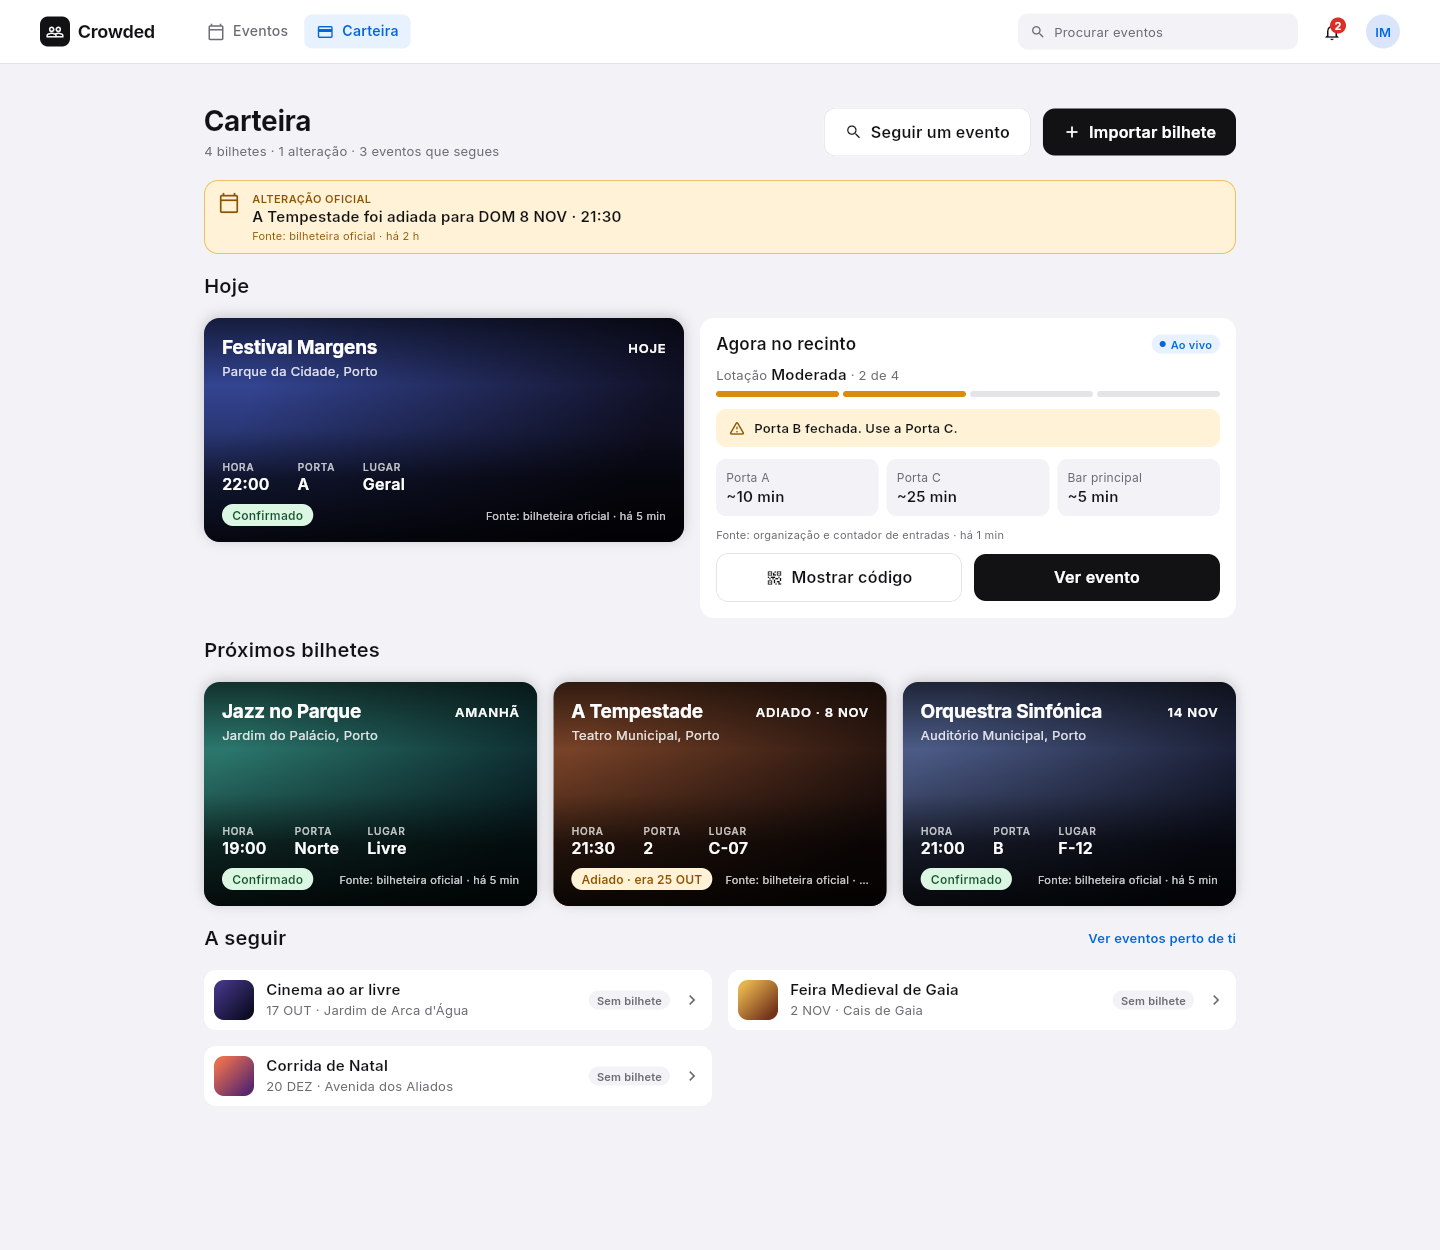 Crowded
Eventos
Carteira
Procurar eventos
2
IM
Carteira
4 bilhetes · 1 alteração · 3 eventos que segues
Seguir um evento
Importar bilhete
ALTERAÇÃO OFICIAL
A Tempestade foi adiada para DOM 8 NOV · 21:30
Fonte: bilheteira oficial · há 2 h
Hoje
Festival Margens
HOJE
Parque da Cidade, Porto
HORA PORTA LUGAR
22:00 A Geral
Confirmado
Fonte: bilheteira oficial · há 5 min
Agora no recinto
Ao vivo
Lotação Moderada · 2 de 4
Porta B fechada. Use a Porta C.
Porta A
~10 min
Porta C
~25 min
Bar principal
~5 min
Fonte: organização e contador de entradas · há 1 min
Mostrar código
Ver evento
Próximos bilhetes
Jazz no Parque
AMANHÃ
Jardim do Palácio, Porto
HORA PORTA LUGAR
19:00 Norte Livre
Confirmado
Fonte: bilheteira oficial · há 5 min
A Tempestade
ADIADO · 8 NOV
Teatro Municipal, Porto
HORA PORTA LUGAR
21:30 2 C-07
Adiado · era 25 OUT
Fonte: bilheteira oficial · ...
Orquestra Sinfónica
14 NOV
Auditório Municipal, Porto
HORA PORTA LUGAR
21:00 B F-12
Confirmado
Fonte: bilheteira oficial · há 5 min
A seguir
Ver eventos perto de ti
Cinema ao ar livre
17 OUT · Jardim de Arca d'Água
Sem bilhete
Feira Medieval de Gaia
2 NOV · Cais de Gaia
Sem bilhete
Corrida de Natal
20 DEZ · Avenida dos Aliados
Sem bilhete